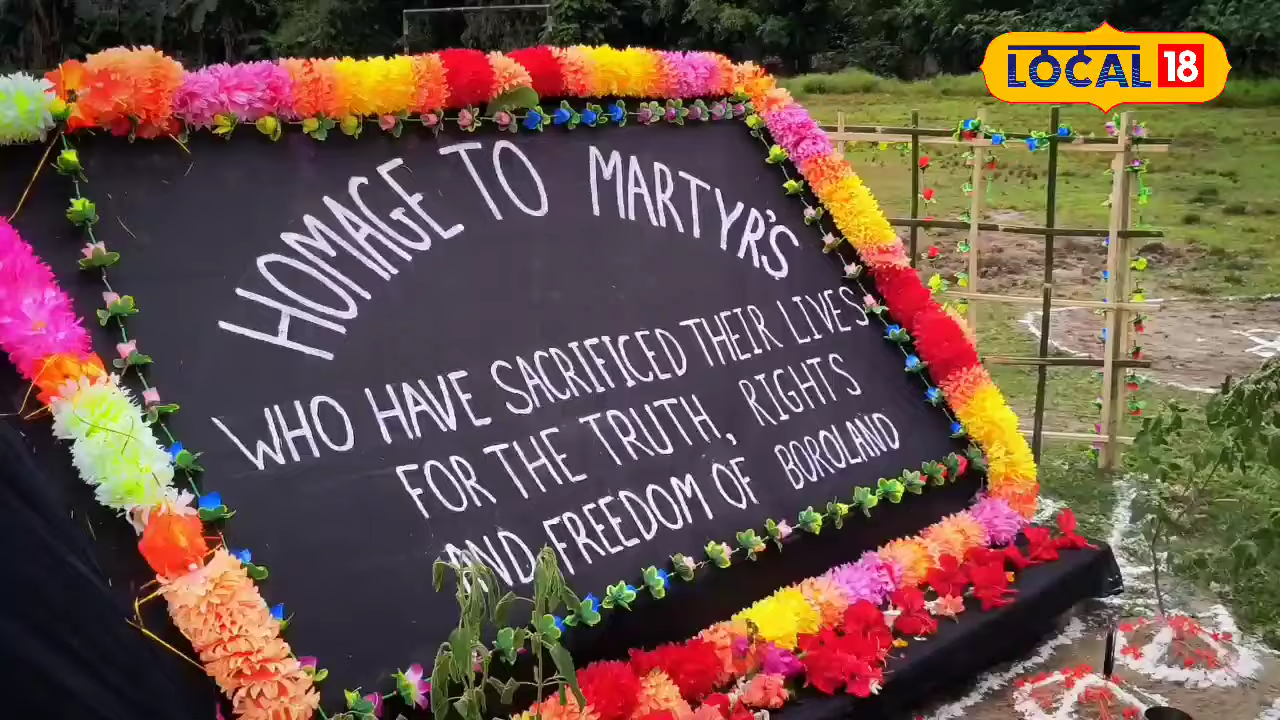 LOCAL 18
HOMAGE TO MARTYR'S
WHO HAVE SACRIFICED THEIR LIVES
FOR THE TRUTH, RIGHTS
AND FREEDOM OF BOROLAND